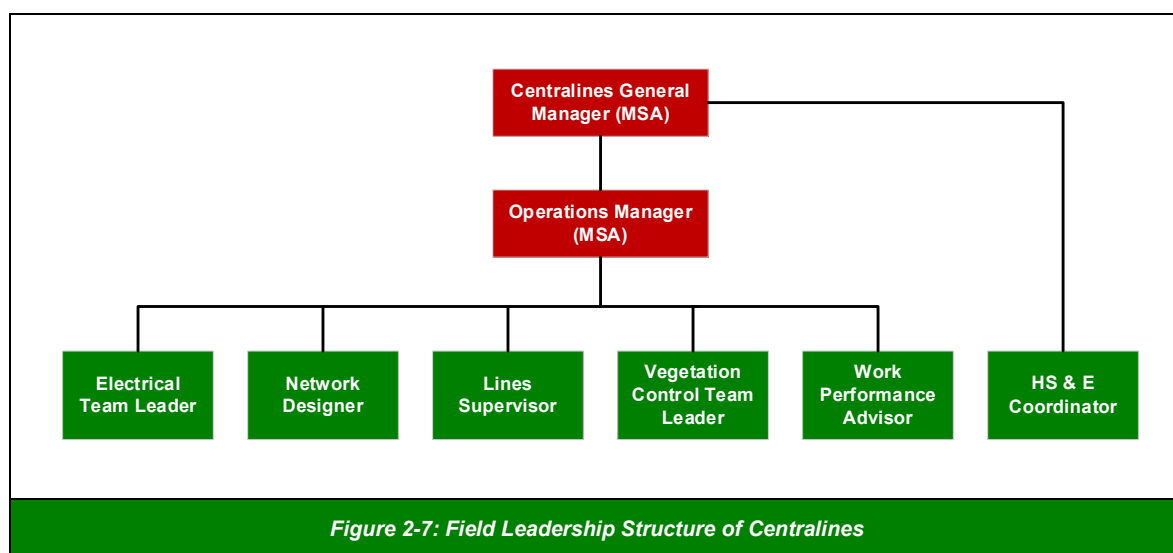 Centralines General
Manager (MSA)
Operations Manager
(MSA)
Electrical
Team Leader
Network
Designer
Lines
Supervisor
Vegetation
Control Team
Leader
Work
Performance
Advisor
HS & E
Coordinator
Figure 2-7: Field Leadership Structure of Centralines